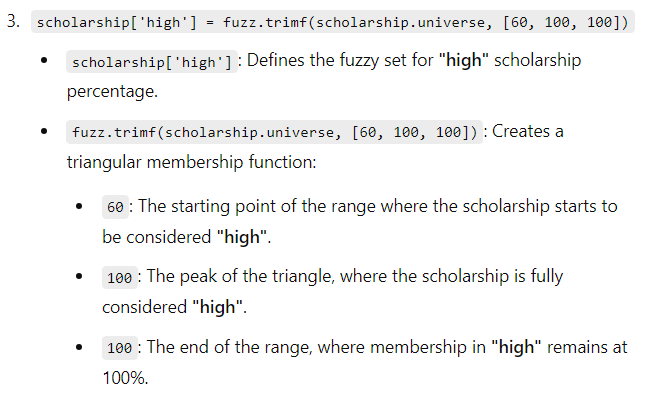 3. scholarship['high'] = fuzz.trimf(scholarship.universe, [60, 100, 100])
• scholarship['high'] : Defines the fuzzy set for "high" scholarship
percentage.
• fuzz.trimf(scholarship.universe, [60, 100, 100]) : Creates a
triangular membership function:
• 60 : The starting point of the range where the scholarship starts to
be considered "high".
• 100 : The peak of the triangle, where the scholarship is fully
considered "high".
• 100 : The end of the range, where membership in "high" remains at
100%.